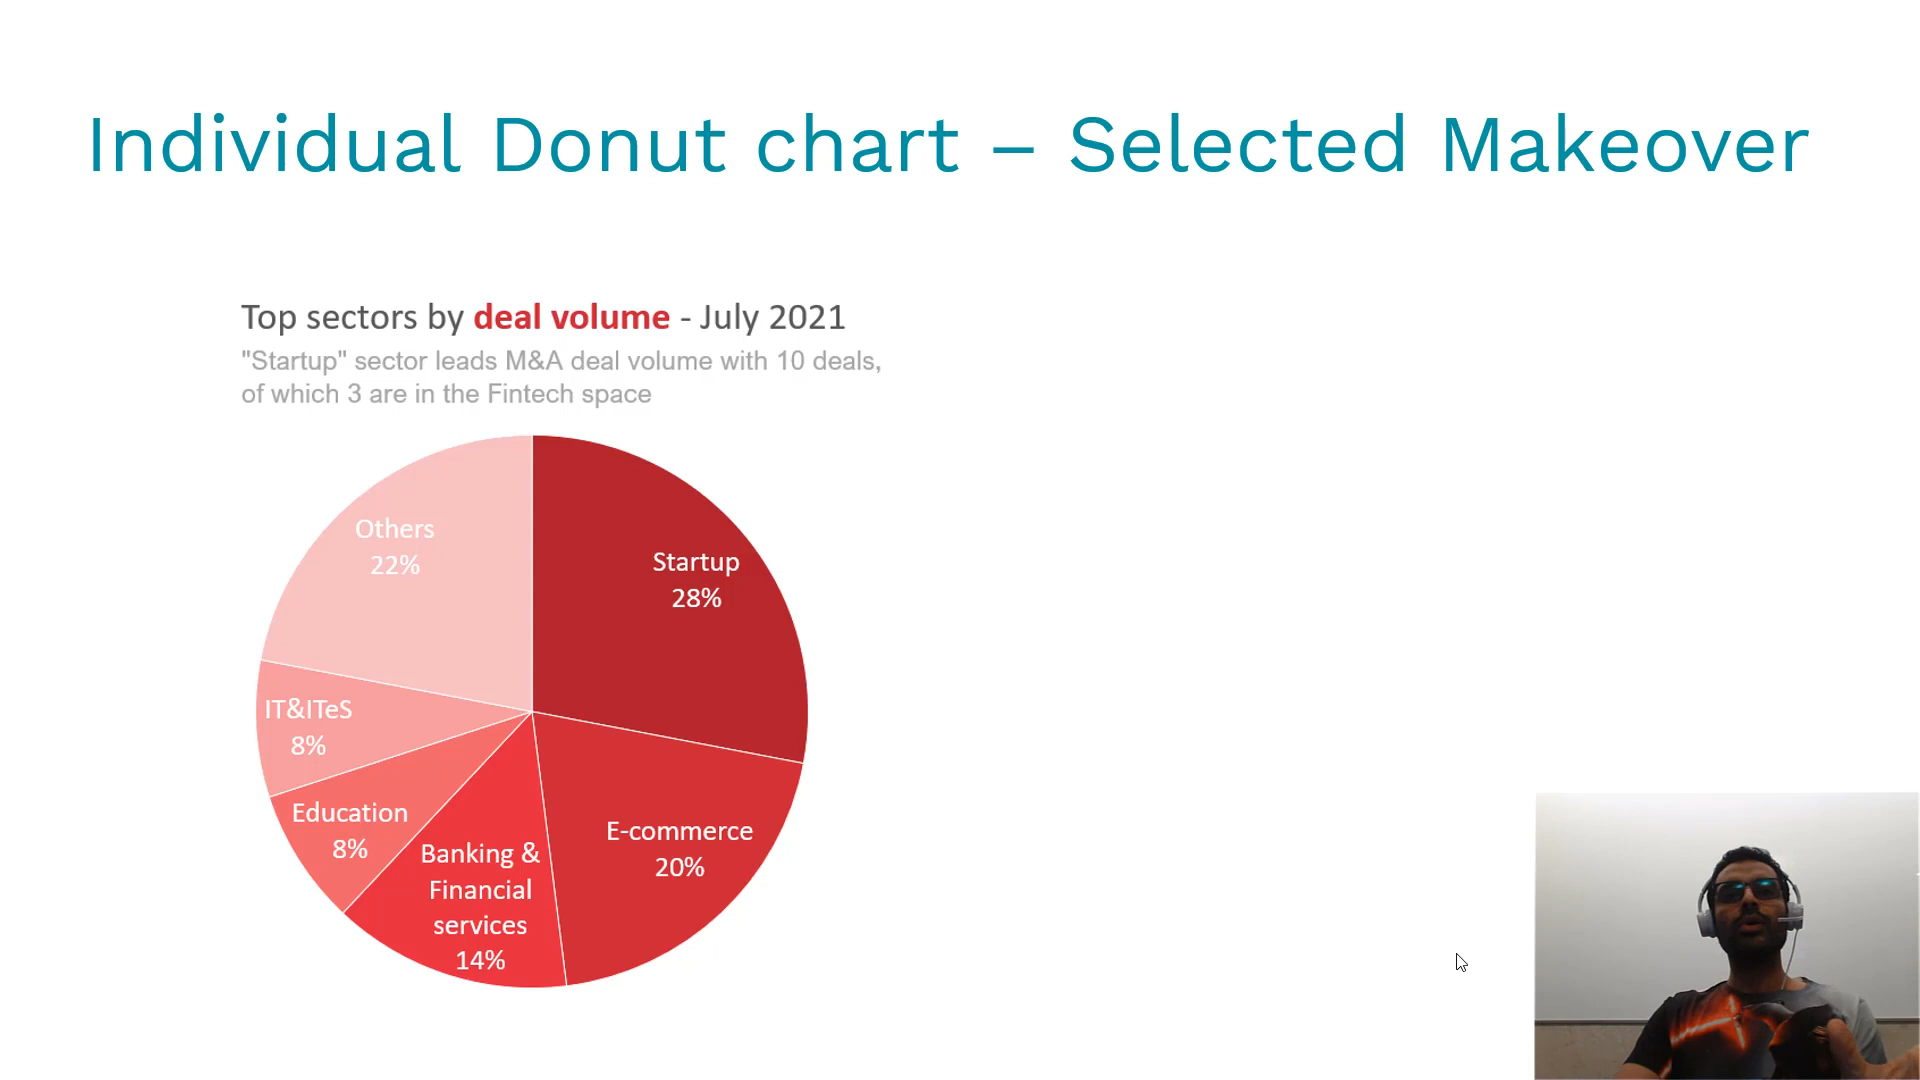 Individual Donut chart – Selected Makeover
Top sectors by deal volume - July 2021
"Startup" sector leads M&A deal volume with 10 deals,
of which 3 are in the Fintech space
Others
22%
Startup
28%
IT&ITeS
8%
Education
8%
Banking &
Financial
services
14%
E-commerce
20%